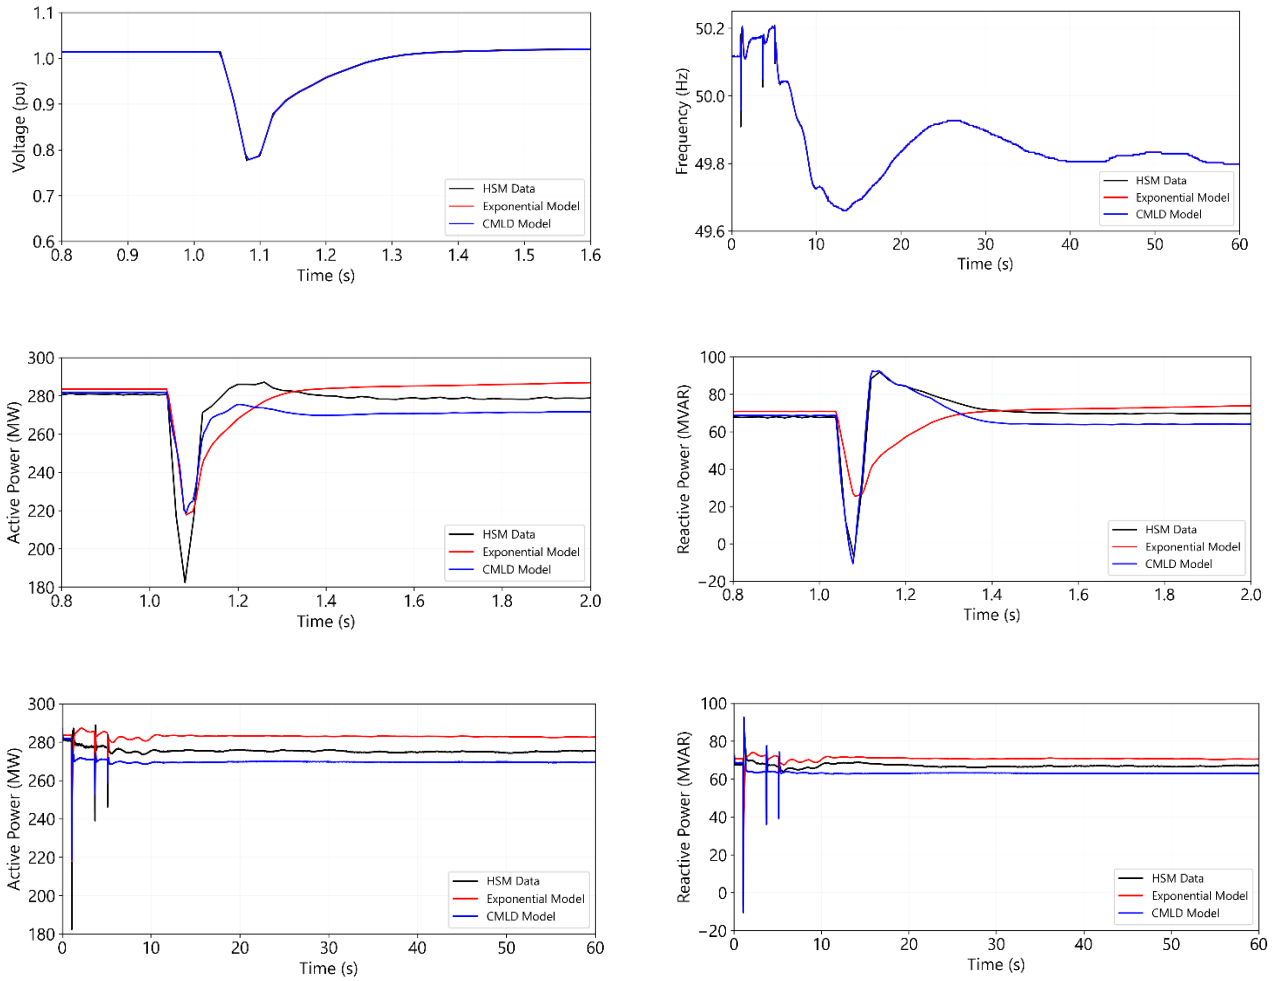 1.1
1.0
0.9
0.8
0.7
0.6
Voltage (pu)
HSM Data
Exponential Model
CMLD Model
0.8 0.9 1.0 1.1 1.2 1.3 1.4 1.5 1.6
Time (s)
50.2
50.0
49.8
49.6
Frequency (Hz)
HSM Data
Exponential Model
CMLD Model
0 10 20 30 40 50 60
Time (s)
300
280
260
240
220
200
180
Active Power (MW)
HSM Data
Exponential Model
CMLD Model
0.8 1.0 1.2 1.4 1.6 1.8 2.0
Time (s)
100
80
60
40
20
0
−20
Reactive Power (MVAR)
HSM Data
Exponential Model
CMLD Model
0.8 1.0 1.2 1.4 1.6 1.8 2.0
Time (s)
300
280
260
240
220
200
180
Active Power (MW)
HSM Data
Exponential Model
CMLD Model
0 10 20 30 40 50 60
Time (s)
100
80
60
40
20
0
−20
Reactive Power (MVAR)
HSM Data
Exponential Model
CMLD Model
0 10 20 30 40 50 60
Time (s)